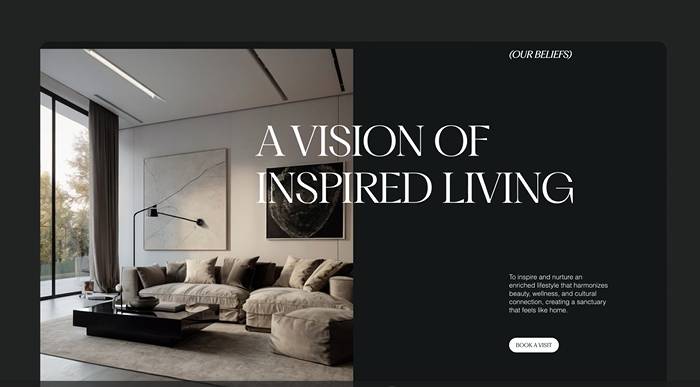 (OUR BELIEFS)
A VISION OF
INSPIRED LIVING
To inspire and nurture an
enriched lifestyle that harmonizes
beauty, wellness, and cultural
connection, creating a sanctuary
that feels like home.
BOOK A VISIT